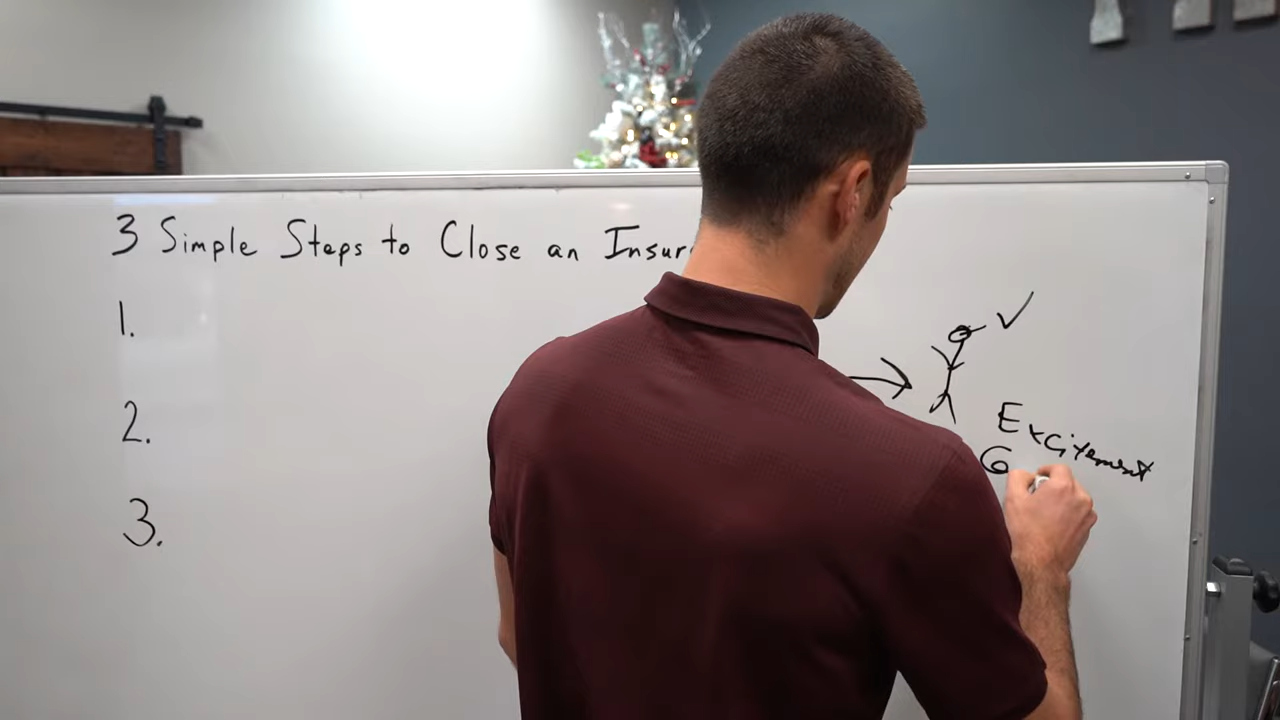 3 Simple Steps to Close an Insur
1.
2.
3.
Excitement
G